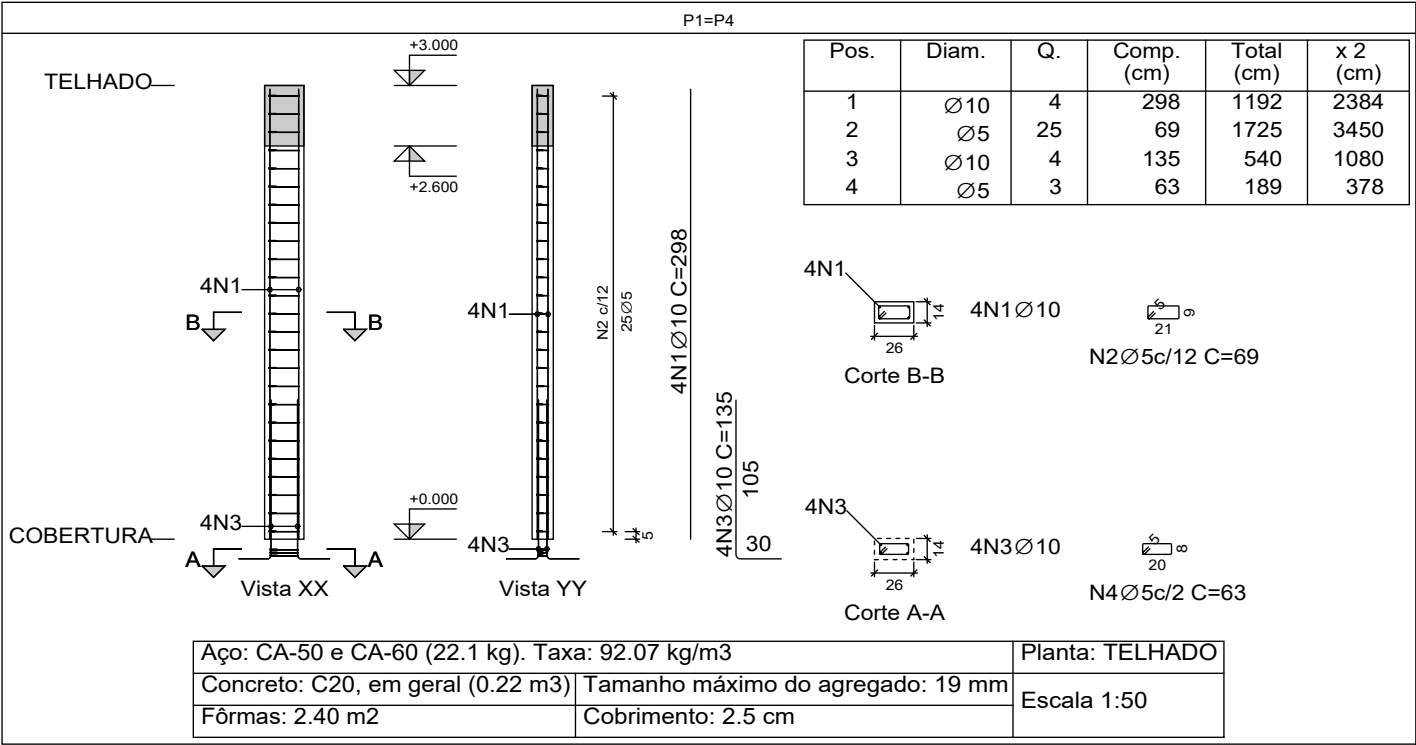 P1=P4
TELHADO
+3.000
+2.600
4N1
B
B
4N3
+0.000
COBERTURA
A
A
Vista XX
4N1
4N3
Vista YY
N2 c/12
25Ø5
5
4N1Ø10 C=298
4N3Ø10 C=135
105
30
Pos. Diam. Q. Comp. (cm) Total (cm) x 2 (cm)
1 Ø10 4 298 1192 2384
2 Ø5 25 69 1725 3450
3 Ø10 4 135 540 1080
4 Ø5 3 63 189 378
4N1
14
26
Corte B-B
4N1Ø10
5
9
21
N2Ø5c/12 C=69
4N3
14
26
Corte A-A
4N3Ø10
5
8
20
N4Ø5c/2 C=63
Aço: CA-50 e CA-60 (22.1 kg). Taxa: 92.07 kg/m3
Planta: TELHADO
Concreto: C20, em geral (0.22 m3)
Tamanho máximo do agregado: 19 mm
Escala 1:50
Fôrmas: 2.40 m2
Cobrimento: 2.5 cm